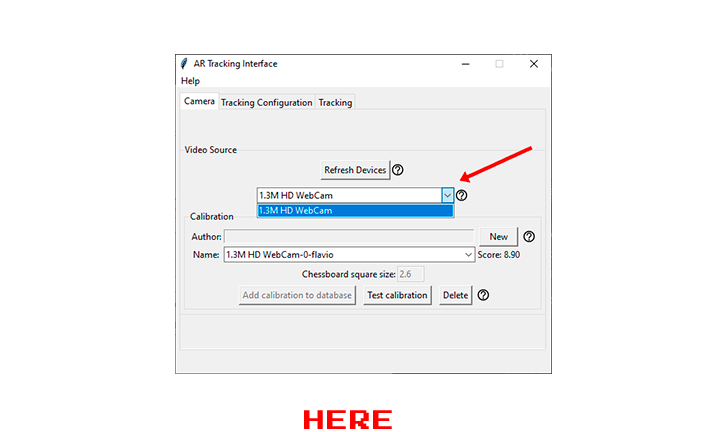 AR Tracking Interface
Help
Camera Tracking Configuration Tracking
Video Source
Refresh Devices ?
1.3M HD WebCam ?
1.3M HD WebCam
Calibration
Author: New ?
Name: 1.3M HD WebCam-0-flavio Score: 8.90
Chessboard square size: 2.6
Add calibration to database Test calibration Delete ?
HERE